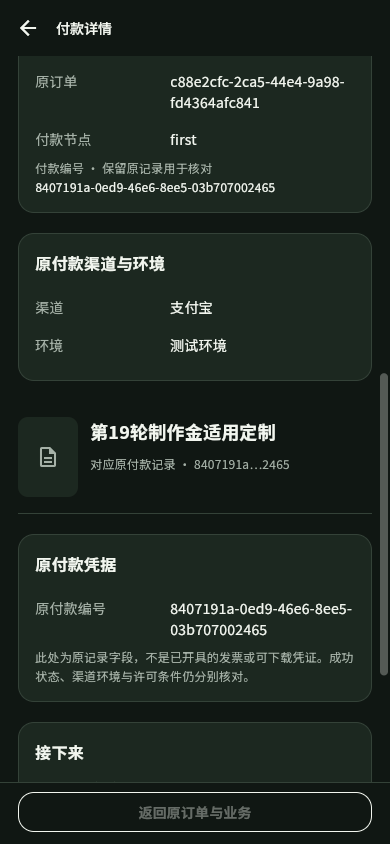 付款详情
原订单
c88e2cfc-2ca5-44e4-9a98-
fd4364afc841
付款节点
first
付款编号 · 保留原记录用于核对
8407191a-0ed9-46e6-8ee5-03b707002465
原付款渠道与环境
渠道
支付宝
环境
测试环境
第19轮制作金适用定制
对应原付款记录 · 8407191a…2465
原付款凭据
原付款编号
8407191a-0ed9-46e6-8ee5-
03b707002465
此处为原记录字段，不是已开具的发票或可下载凭证。成功
状态、渠道环境与许可条件仍分别核对。
接下来
返回原订单与业务